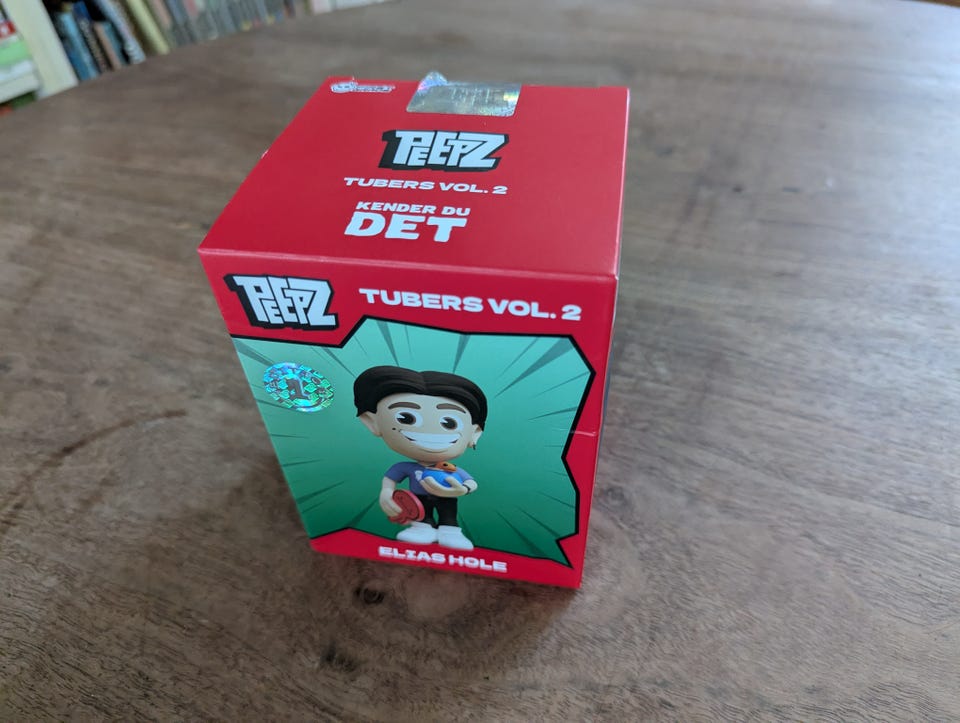 PEEPZ
TUBERS VOL. 2
KENDER DU
DET
PEEPZ
TUBERS VOL. 2
ELIAS HOLE